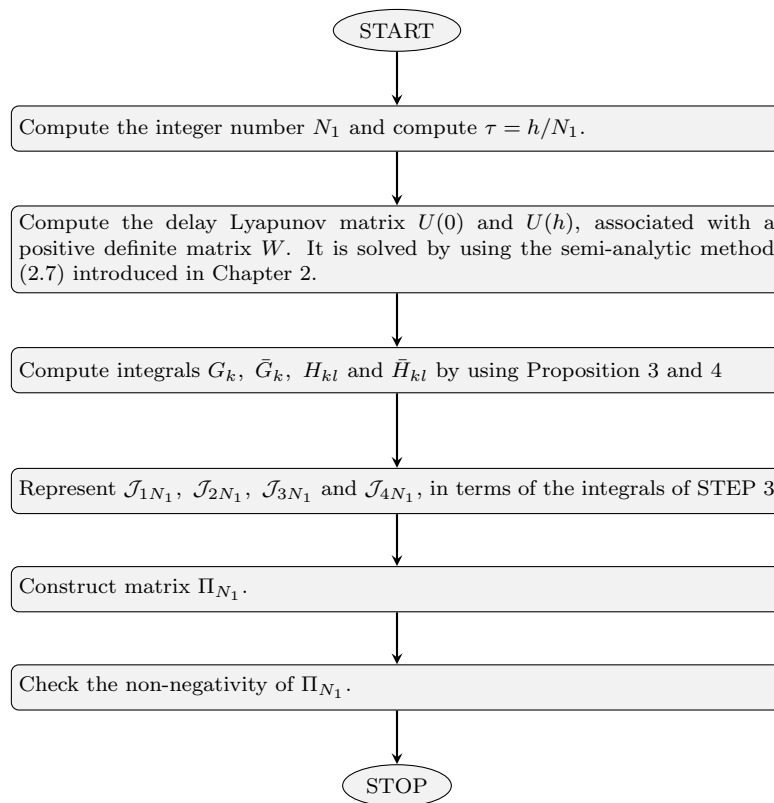 START
Compute the integer number N₁ and compute τ = h/N₁.
Compute the delay Lyapunov matrix U(0) and U(h), associated with a
positive definite matrix W. It is solved by using the semi-analytic method
(2.7) introduced in Chapter 2.
Compute integrals Gₖ, Ḡₖ, Hₖₗ and H̄ₖₗ by using Proposition 3 and 4
Represent 𝒥₁N₁, 𝒥₂N₁, 𝒥₃N₁ and 𝒥₄N₁, in terms of the integrals of STEP 3
Construct matrix Π_N₁.
Check the non-negativity of Π_N₁.
STOP